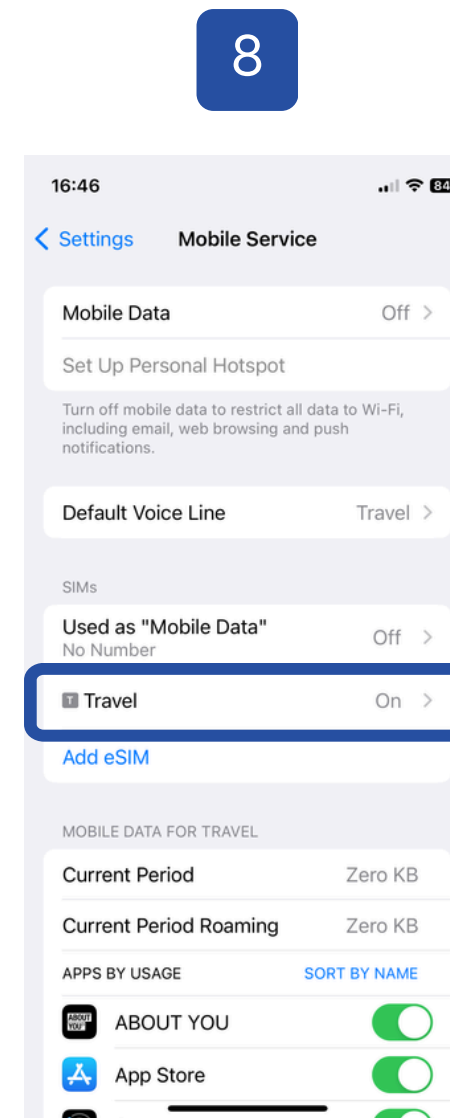 8
16:46
84
Settings
Mobile Service
Mobile Data Off
Set Up Personal Hotspot
Turn off mobile data to restrict all data to Wi-Fi,
including email, web browsing and push
notifications.
Default Voice Line Travel
SIMs
Used as "Mobile Data" Off
No Number
T Travel On
Add eSIM
MOBILE DATA FOR TRAVEL
Current Period Zero KB
Current Period Roaming Zero KB
APPS BY USAGE SORT BY NAME
ABOUT YOU
ABOUT YOU
App Store